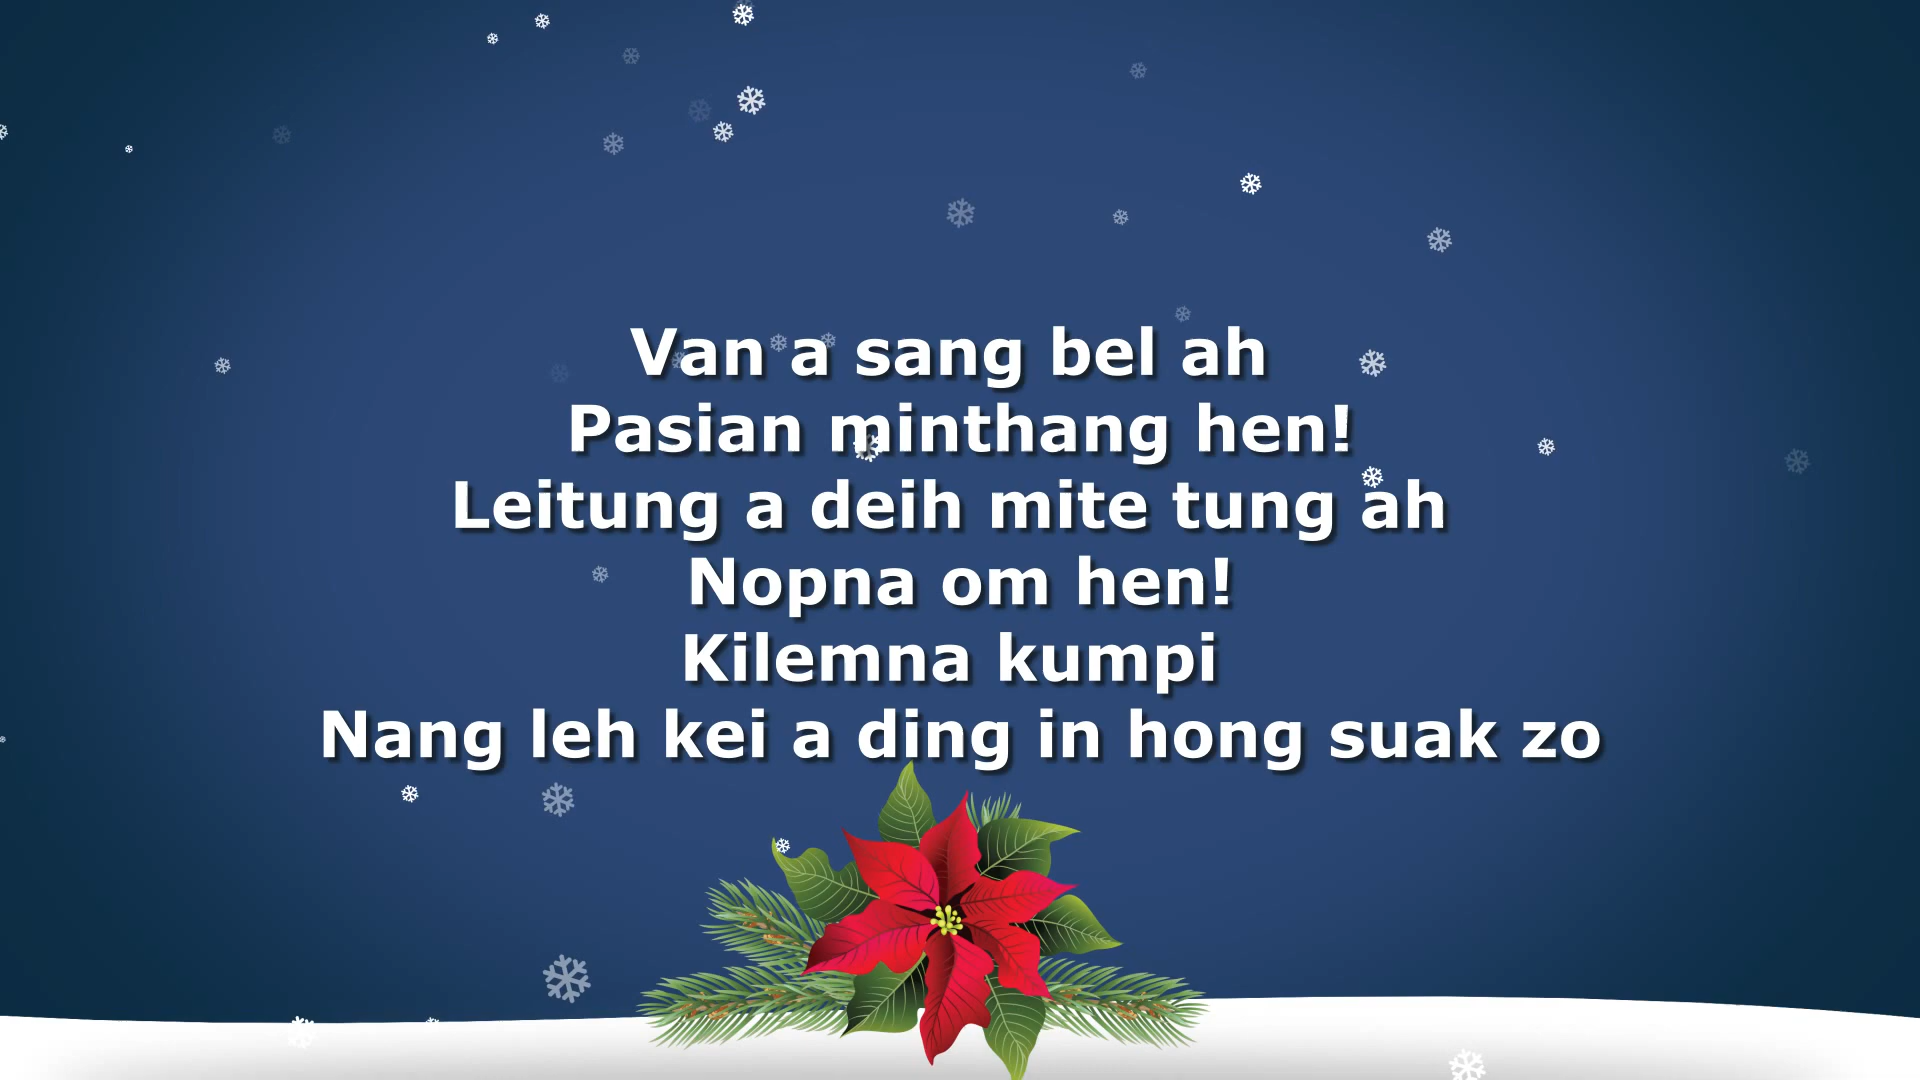 Van a sang bel ah
Pasian minthang hen!
Leitung a deih mite tung ah
Nopna om hen!
Kilemna kumpi
Nang leh kei a ding in hong suak zo